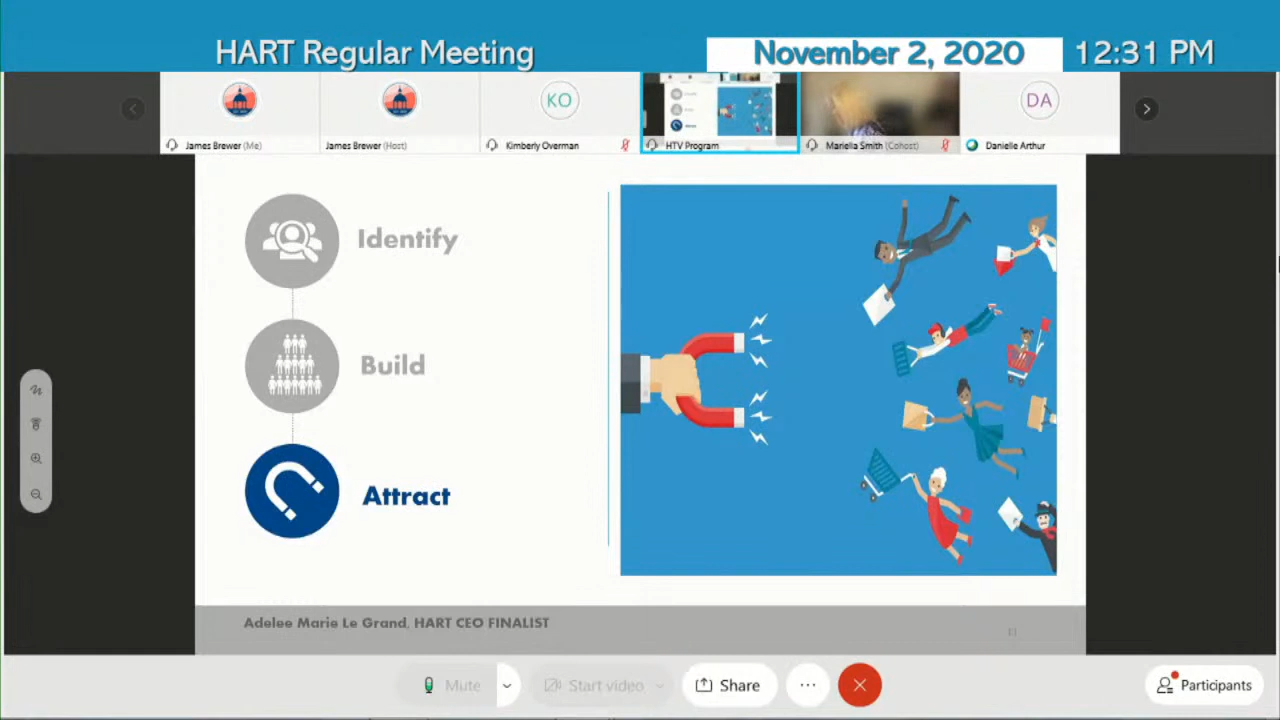 HART Regular Meeting
November 2, 2020
12:31 PM
James Brewer (Me)
James Brewer (Host)
KO
Kimberly Overman
HTV Program
Mariella Smith (Cohost)
DA
Danielle Arthur
Identify
Build
Attract
Adelee Marie Le Grand, HART CEO FINALIST
Mute
Start video
Share
Participants